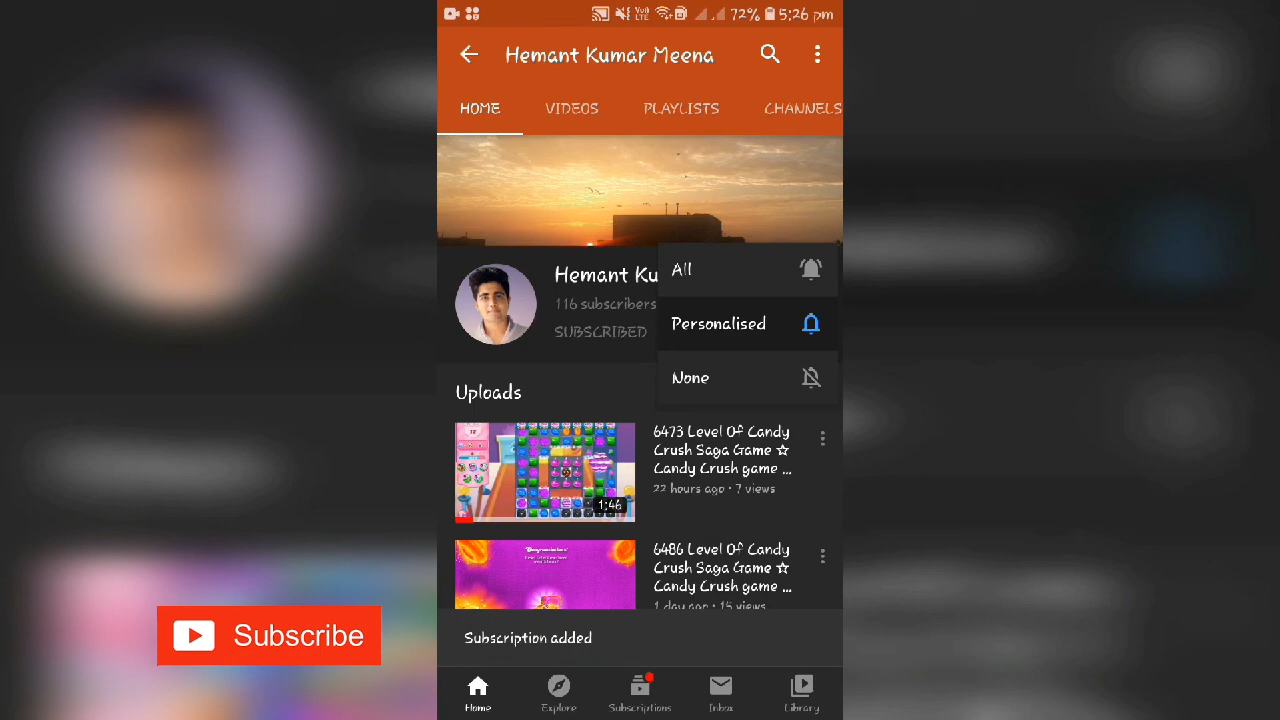 72% 5:26 pm
Hemant Kumar Meena
HOME VIDEOS PLAYLISTS CHANNELS
Hemant Ku
116 subscribers
SUBSCRIBED
All
Personalised
None
Uploads
6473 Level Of Candy
Crush Saga Game ☆
Candy Crush game ...
22 hours ago • 7 views
1:46
6486 Level Of Candy
Crush Saga Game ☆
Candy Crush game ...
1 day ago • 15 views
Subscription added
Subscribe
Home Explore Subscriptions Inbox Library